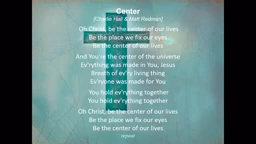 Center
(Charlie Hall & Matt Redman)
Oh Christ, be the center of our lives
Be the place we fix our eyes
Be the center of our lives
And You're the center of the universe
Ev'rything was made in You, Jesus
Breath of ev'ry living thing
Ev'ryone was made for You
You hold ev'rything together
You hold ev'rything together
Oh Christ, be the center of our lives
Be the place we fix our eyes
Be the center of our lives
repeat